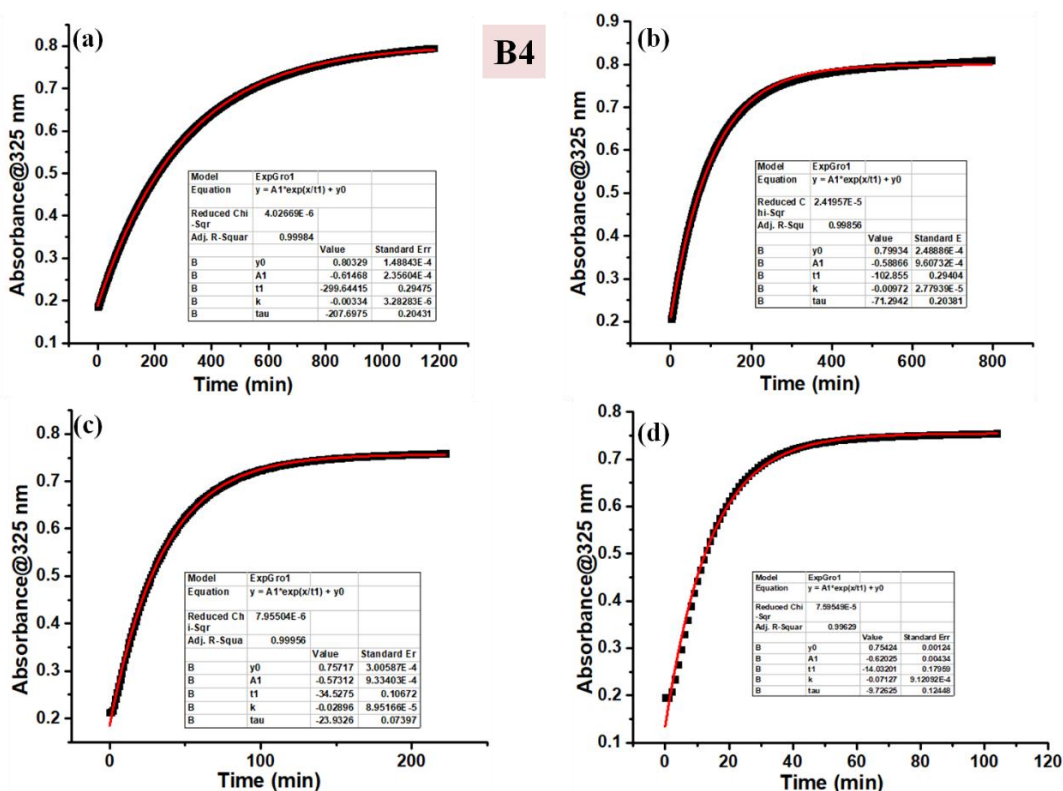 (a)
B4
Absorbance@325 nm
0.8
0.7
0.6
0.5
0.4
0.3
0.2
0.1
Model ExpGro1
Equation y = A1*exp(x/t1) + y0
Reduced Chi
-Sqr 4.02669E-6
Adj. R-Squar 0.99984
Value Standard Err
B y0 0.80329 1.48843E-4
B A1 -0.61468 2.35604E-4
B t1 -299.64415 0.29475
B k -0.00334 3.28283E-6
B tau -207.6975 0.20431
0 200 400 600 800 1000 1200
Time (min)
(b)
Absorbance@325 nm
0.9
0.8
0.7
0.6
0.5
0.4
0.3
0.2
Model ExpGro1
Equation y = A1*exp(x/t1) + y0
Reduced C
hi-Sqr 2.41957E-5
Adj. R-Squ 0.99856
Value Standard E
B y0 0.79934 2.48886E-4
B A1 -0.58866 9.60732E-4
B t1 -102.855 0.29404
B k -0.00972 2.77939E-5
B tau -71.2942 0.20381
0 200 400 600 800
Time (min)
(c)
Absorbance@325 nm
0.8
0.7
0.6
0.5
0.4
0.3
0.2
Model ExpGro1
Equation y = A1*exp(x/t1) + y0
Reduced Ch
i-Sqr 7.95504E-6
Adj. R-Squa 0.99956
Value Standard Er
B y0 0.75717 3.00587E-4
B A1 -0.57312 9.33403E-4
B t1 -34.5275 0.10672
B k -0.02896 8.95166E-5
B tau -23.9326 0.07397
0 100 200
Time (min)
(d)
Absorbance@325 nm
0.8
0.7
0.6
0.5
0.4
0.3
0.2
0.1
Model ExpGro1
Equation y = A1*exp(x/t1) + y0
Reduced Chi
-Sqr 7.59549E-5
Adj. R-Squar 0.99629
Value Standard Err
B y0 0.75424 0.00124
B A1 -0.62025 0.00434
B t1 -14.03201 0.17959
B k -0.07127 9.12092E-4
B tau -9.72625 0.12448
0 20 40 60 80 100 120
Time (min)